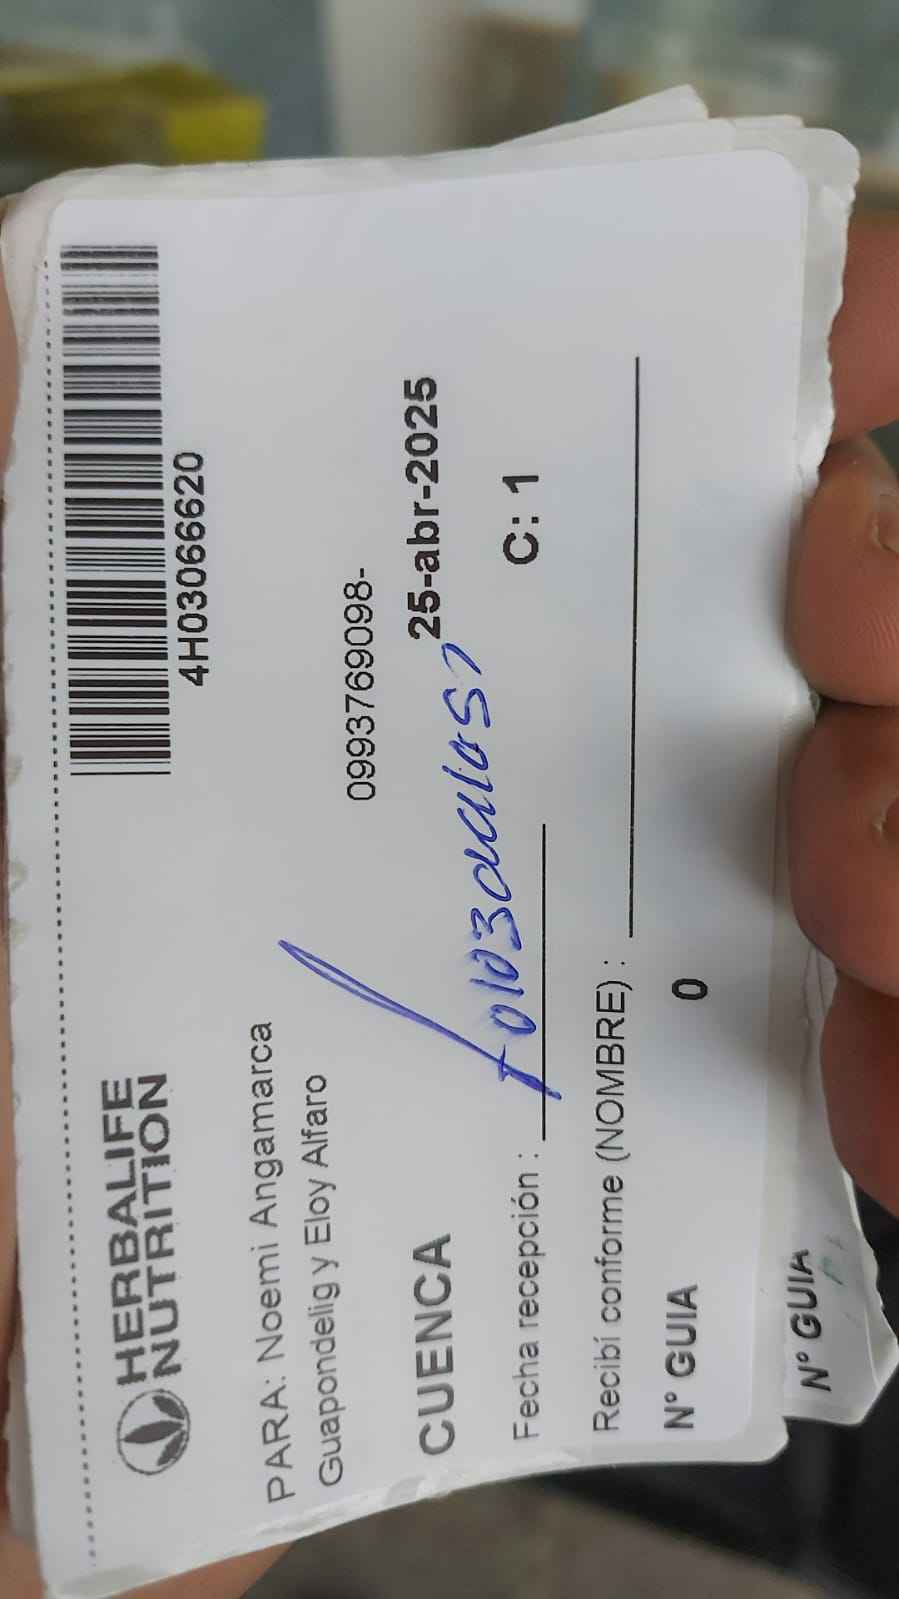 4H03066620
HERBALIFE
NUTRITION
PARA: Noemi Angamarca
Guapondelig y Eloy Alfaro
0993769098-
CUENCA
25-abr-2025
Fecha recepción :
C: 1
Recibí conforme (NOMBRE) :
N° GUIA 0
N° GUIA